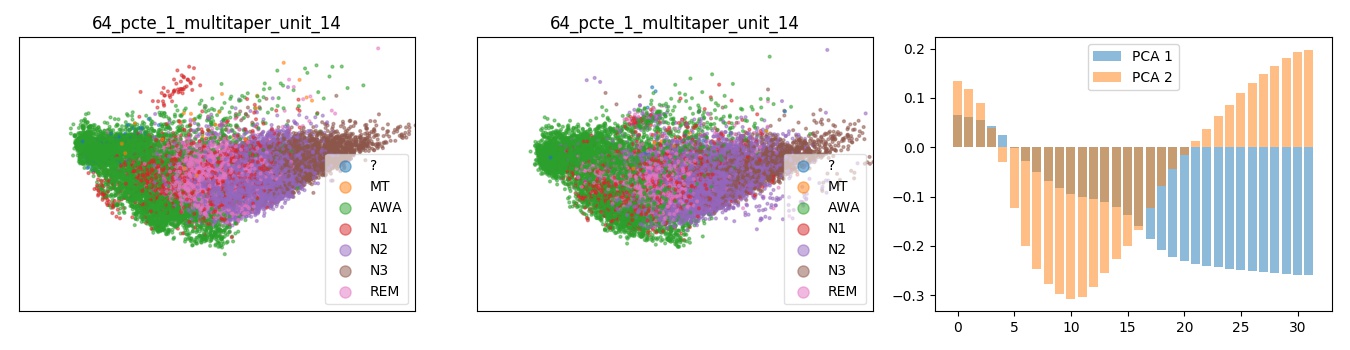 64_pcte_1_multitaper_unit_14
?
MT
AWA
N1
N2
N3
REM
64_pcte_1_multitaper_unit_14
?
MT
AWA
N1
N2
N3
REM
PCA 1
PCA 2
0.2
0.1
0.0
−0.1
−0.2
−0.3
0 5 10 15 20 25 30